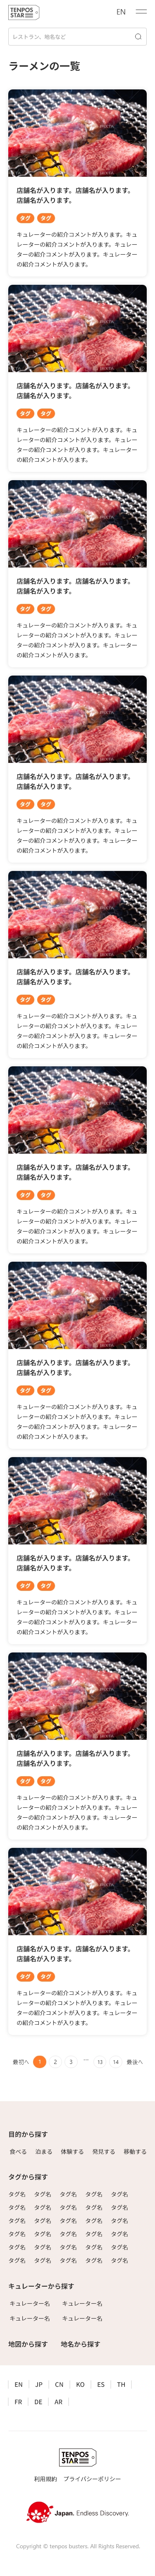 TENPOS
STAR
EN
レストラン、地名など
ラーメンの一覧
店舗名が入ります。店舗名が入ります。
店舗名が入ります。
タグ タグ
キュレーターの紹介コメントが入ります。キュ
レーターの紹介コメントが入ります。キュレー
ターの紹介コメントが入ります。キュレーター
の紹介コメントが入ります。
店舗名が入ります。店舗名が入ります。
店舗名が入ります。
タグ タグ
キュレーターの紹介コメントが入ります。キュ
レーターの紹介コメントが入ります。キュレー
ターの紹介コメントが入ります。キュレーター
の紹介コメントが入ります。
店舗名が入ります。店舗名が入ります。
店舗名が入ります。
タグ タグ
キュレーターの紹介コメントが入ります。キュ
レーターの紹介コメントが入ります。キュレー
ターの紹介コメントが入ります。キュレーター
の紹介コメントが入ります。
店舗名が入ります。店舗名が入ります。
店舗名が入ります。
タグ タグ
キュレーターの紹介コメントが入ります。キュ
レーターの紹介コメントが入ります。キュレー
ターの紹介コメントが入ります。キュレーター
の紹介コメントが入ります。
店舗名が入ります。店舗名が入ります。
店舗名が入ります。
タグ タグ
キュレーターの紹介コメントが入ります。キュ
レーターの紹介コメントが入ります。キュレー
ターの紹介コメントが入ります。キュレーター
の紹介コメントが入ります。
店舗名が入ります。店舗名が入ります。
店舗名が入ります。
タグ タグ
キュレーターの紹介コメントが入ります。キュ
レーターの紹介コメントが入ります。キュレー
ターの紹介コメントが入ります。キュレーター
の紹介コメントが入ります。
店舗名が入ります。店舗名が入ります。
店舗名が入ります。
タグ タグ
キュレーターの紹介コメントが入ります。キュ
レーターの紹介コメントが入ります。キュレー
ターの紹介コメントが入ります。キュレーター
の紹介コメントが入ります。
店舗名が入ります。店舗名が入ります。
店舗名が入ります。
タグ タグ
キュレーターの紹介コメントが入ります。キュ
レーターの紹介コメントが入ります。キュレー
ターの紹介コメントが入ります。キュレーター
の紹介コメントが入ります。
店舗名が入ります。店舗名が入ります。
店舗名が入ります。
タグ タグ
キュレーターの紹介コメントが入ります。キュ
レーターの紹介コメントが入ります。キュレー
ターの紹介コメントが入ります。キュレーター
の紹介コメントが入ります。
店舗名が入ります。店舗名が入ります。
店舗名が入ります。
タグ タグ
キュレーターの紹介コメントが入ります。キュ
レーターの紹介コメントが入ります。キュレー
ターの紹介コメントが入ります。キュレーター
の紹介コメントが入ります。
最初へ 1 2 3 … 13 14 最後へ
目的から探す
食べる 泊まる 体験する 発見する 移動する
タグから探す
タグ名 タグ名 タグ名 タグ名 タグ名
タグ名 タグ名 タグ名 タグ名 タグ名
タグ名 タグ名 タグ名 タグ名 タグ名
タグ名 タグ名 タグ名 タグ名 タグ名
タグ名 タグ名 タグ名 タグ名 タグ名
タグ名 タグ名 タグ名 タグ名 タグ名
キュレーターから探す
キュレーター名 キュレーター名
キュレーター名 キュレーター名
地図から探す 地名から探す
EN JP CN KO ES TH
FR DE AR
TENPOS
STAR
利用規約 プライバシーポリシー
Japan. Endless Discovery.
Copyright © tenpos busters. All Rights Reserved.